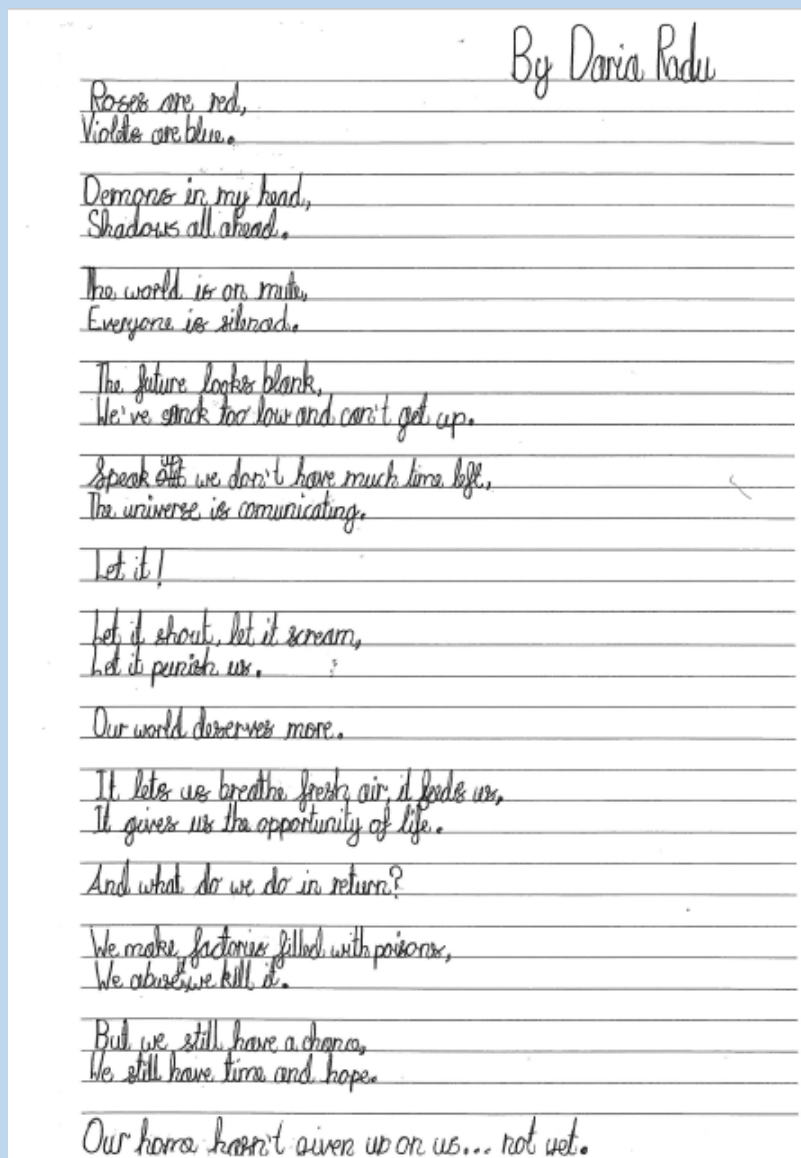 By Daria Radu
Roses are red,
Violets are blue.
Demons in my head,
Shadows all ahead.
The world is on mute,
Everyone is silenced.
The future looks blank,
We've sunk too low and can't get up.
Speak we don't have much time left,
The universe is comunicating.
Let it!
Let it shout, let it scream,
Let it punish us.
Our world deserves more.
It lets us breathe fresh air, it feeds us,
It gives us the opportunity of life.
And what do we do in return?
We make factories filled with poisons,
We abuse it, we kill it.
But we still have a chance,
We still have time and hope.
Our home hasn't given up on us... not yet.